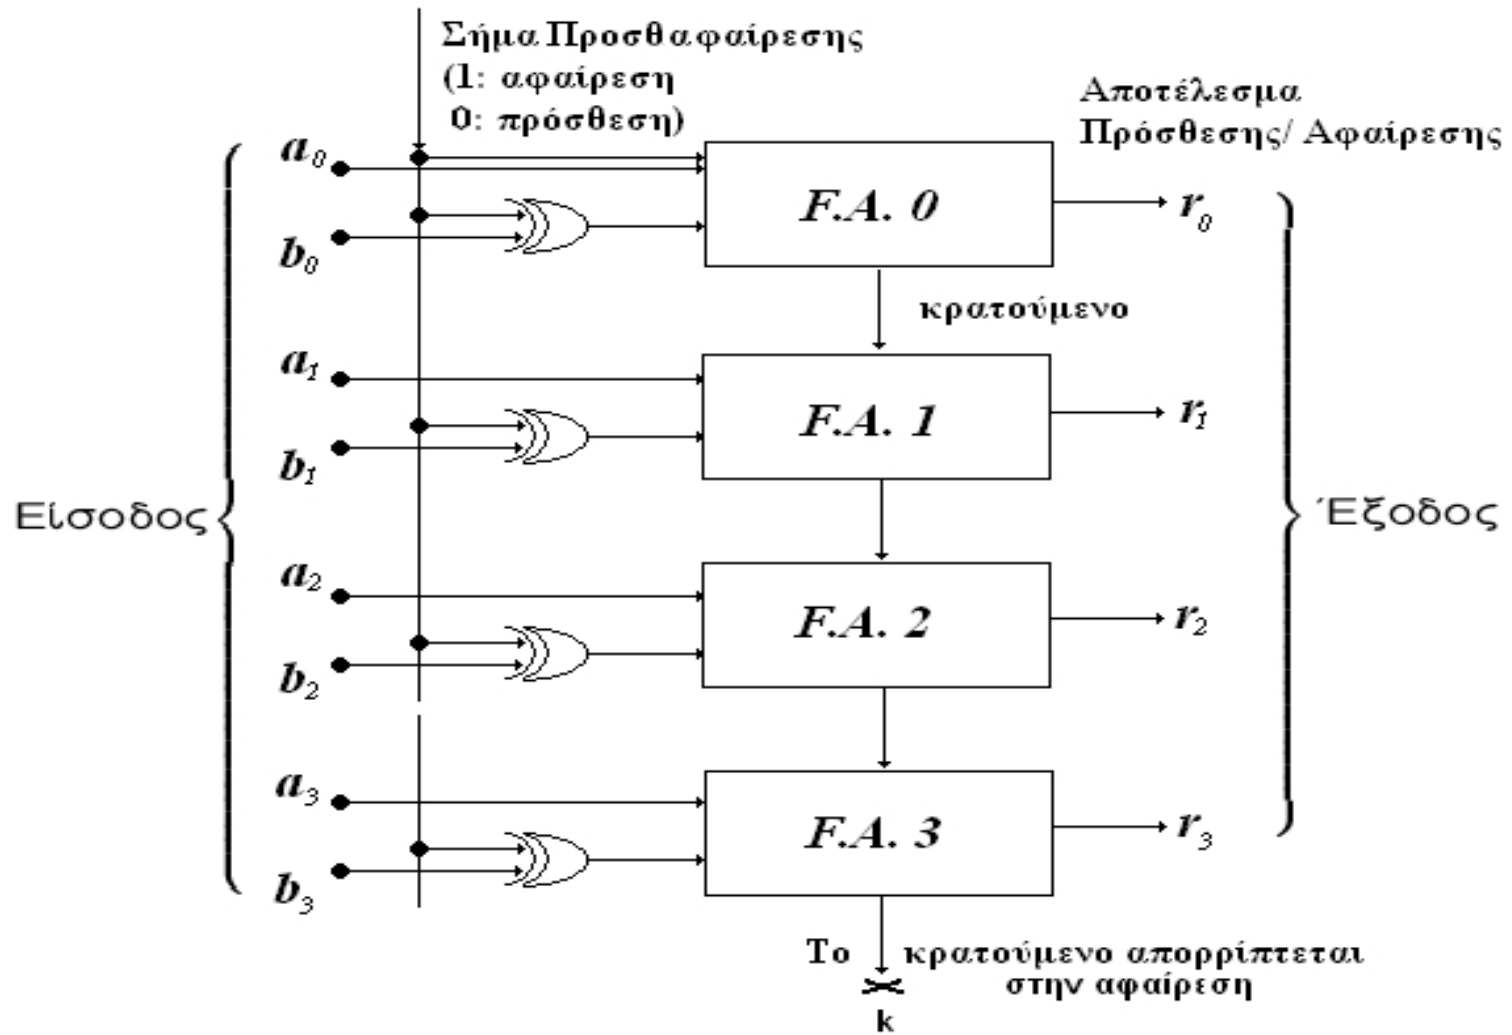 Σήμα Προσθαφαίρεσης
(1: αφαίρεση
0: πρόσθεση)
Αποτέλεσμα
Πρόσθεσης/ Αφαίρεσης
a0
b0
F.A. 0
r0
κρατούμενο
a1
b1
F.A. 1
r1
Είσοδος
Έξοδος
a2
b2
F.A. 2
r2
a3
b3
F.A. 3
r3
Το κρατούμενο απορρίπτεται
στην αφαίρεση
k